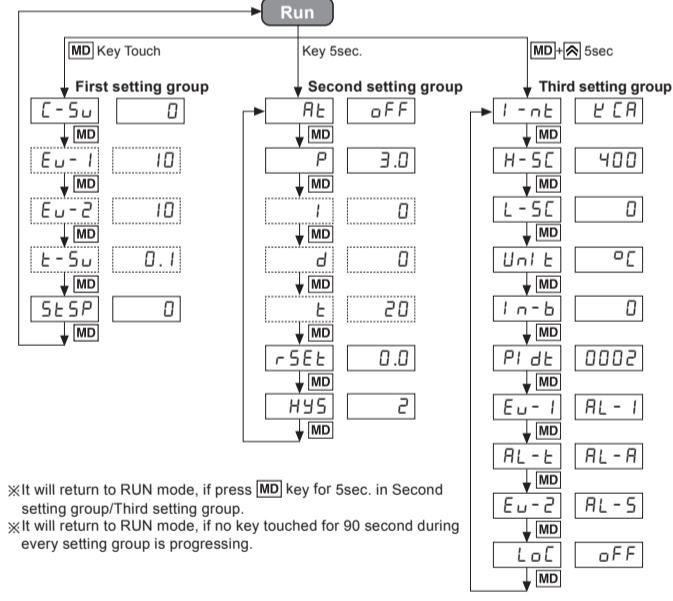 Run
MD Key Touch
Key 5sec.
MD+ 5sec
First setting group
C-Su 0
MD
Eu-1 10
MD
Eu-2 10
MD
t-Su 0.1
MD
StSP 0
MD
Second setting group
At oFF
MD
P 3.0
MD
I 0
MD
d 0
MD
t 20
MD
rSEt 0.0
MD
HYS 2
MD
Third setting group
I-nt KCA
MD
H-SC 400
MD
L-SC 0
MD
UnIt °C
MD
In-b 0
MD
PIdt 0002
MD
Eu-1 AL-1
MD
AL-t AL-A
MD
Eu-2 AL-5
MD
LoC oFF
MD
※It will return to RUN mode, if press MD key for 5sec. in Second
setting group/Third setting group.
※It will return to RUN mode, if no key touched for 90 second during
every setting group is progressing.